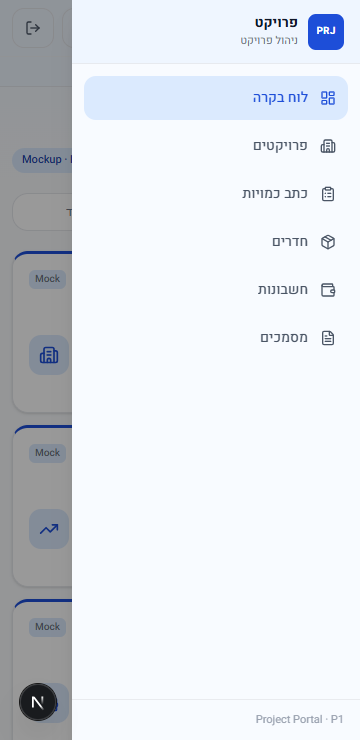 PRJ
פרויקט
ניהול פרויקט
לוח בקרה
פרויקטים
כתב כמויות
חדרים
חשבונות
מסמכים
Project Portal · P1
Mockup ·
Mock
Mock
Mock
N